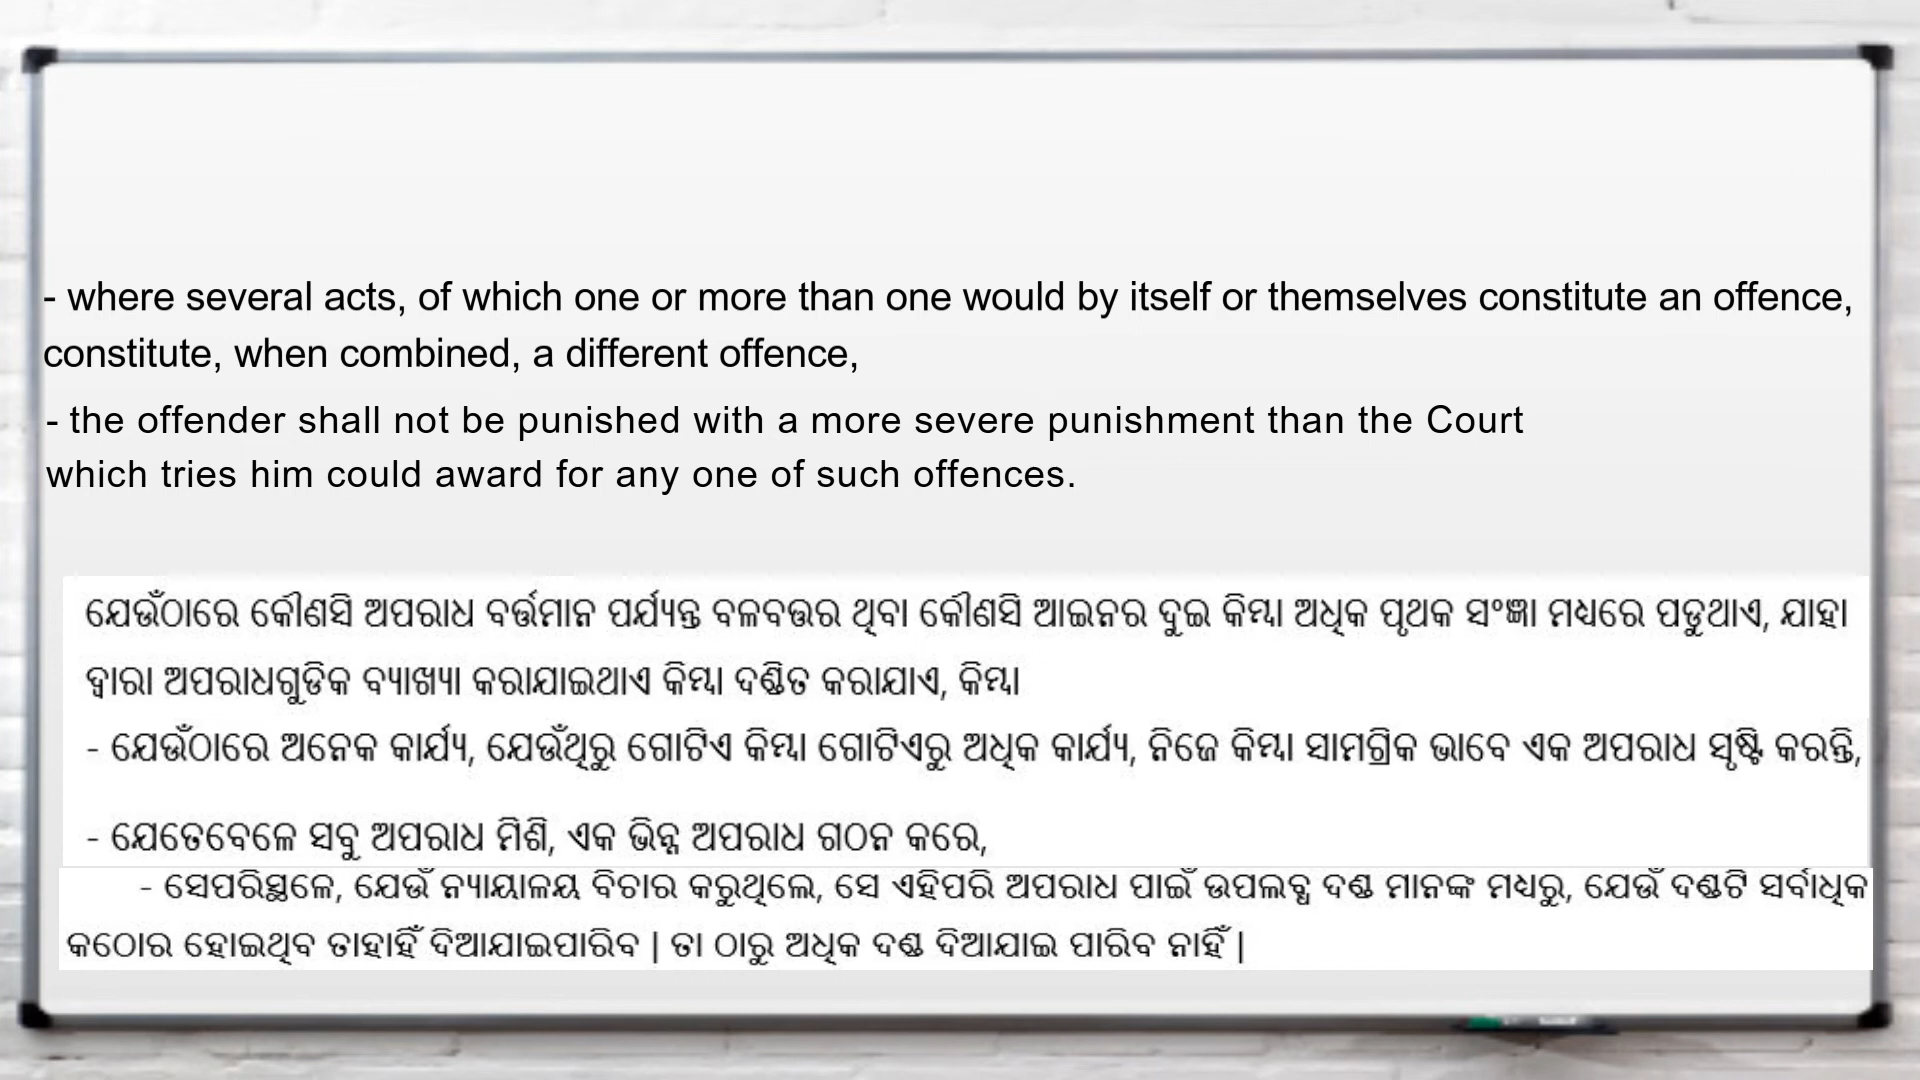 - where several acts, of which one or more than one would by itself or themselves constitute an offence,
constitute, when combined, a different offence,
- the offender shall not be punished with a more severe punishment than the Court
which tries him could award for any one of such offences.
ଯେଉଁଠାରେ କୌଣସି ଅପରାଧ ବର୍ତ୍ତମାନ ପର୍ଯ୍ୟନ୍ତ ବଳବତ୍ତର ଥିବା କୌଣସି ଆଇନର ଦୁଇ କିମ୍ବା ଅଧିକ ପୃଥକ ସଂଜ୍ଞା ମଧ୍ୟରେ ପଡୁଥାଏ, ଯାହା
ଦ୍ୱାରା ଅପରାଧଗୁଡିକ ବ୍ୟାଖ୍ୟା କରାଯାଇଥାଏ କିମ୍ବା ଦଣ୍ଡିତ କରାଯାଏ, କିମ୍ବା
- ଯେଉଁଠାରେ ଅନେକ କାର୍ଯ୍ୟ, ଯେଉଁଥିରୁ ଗୋଟିଏ କିମ୍ବା ଗୋଟିଏରୁ ଅଧିକ କାର୍ଯ୍ୟ, ନିଜେ କିମ୍ବା ସାମଗ୍ରିକ ଭାବେ ଏକ ଅପରାଧ ସୃଷ୍ଟି କରନ୍ତି,
- ଯେତେବେଳେ ସବୁ ଅପରାଧ ମିଶି, ଏକ ଭିନ୍ନ ଅପରାଧ ଗଠନ କରେ,
- ସେପରିସ୍ଥଳେ, ଯେଉଁ ନ୍ୟାୟାଳୟ ବିଚାର କରୁଥିଲେ, ସେ ଏହିପରି ଅପରାଧ ପାଇଁ ଉପଲବ୍ଧ ଦଣ୍ଡ ମାନଙ୍କ ମଧ୍ୟରୁ, ଯେଉଁ ଦଣ୍ଡଟି ସର୍ବାଧିକ
କଠୋର ହୋଇଥିବ ତାହାହିଁ ଦିଆଯାଇପାରିବ | ତା ଠାରୁ ଅଧିକ ଦଣ୍ଡ ଦିଆଯାଇ ପାରିବ ନାହିଁ |